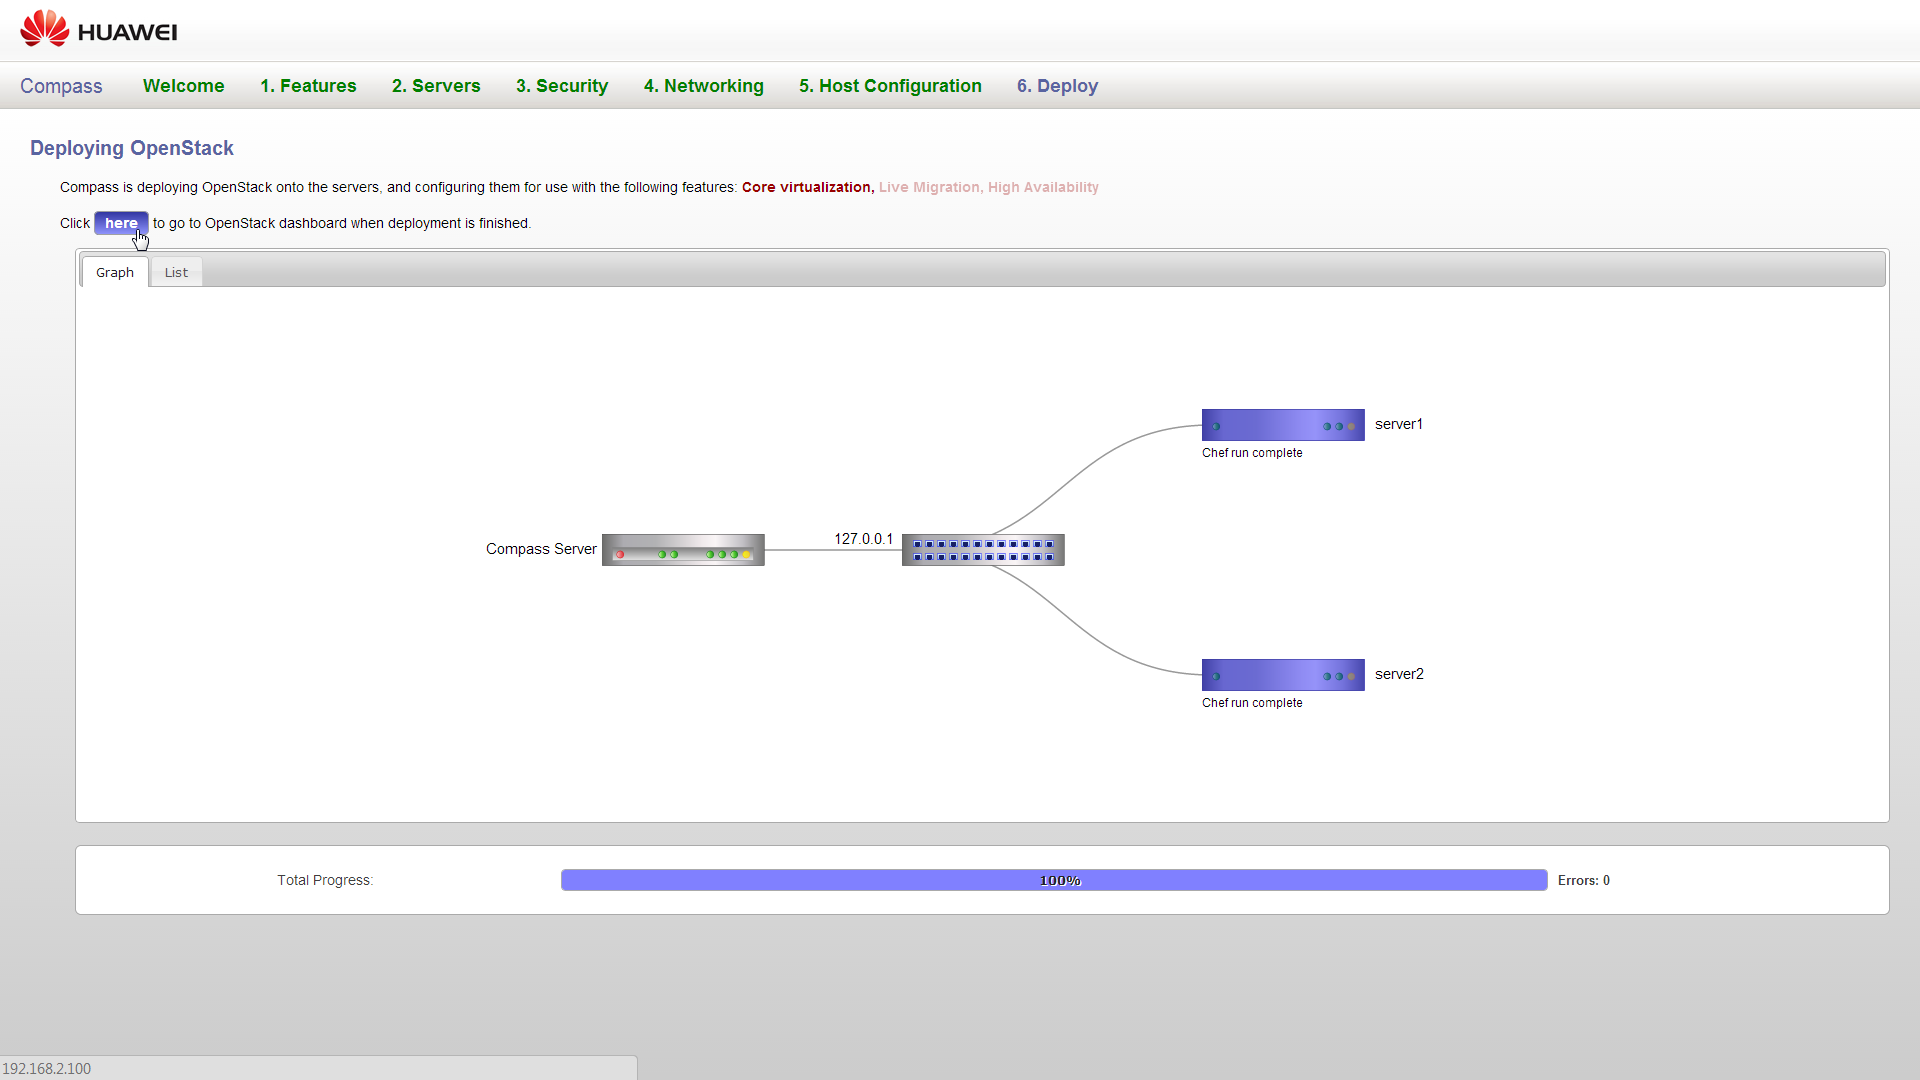 HUAWEI
Compass Welcome 1. Features 2. Servers 3. Security 4. Networking 5. Host Configuration 6. Deploy
Deploying OpenStack
Compass is deploying OpenStack onto the servers, and configuring them for use with the following features: Core virtualization, Live Migration, High Availability
Click here to go to OpenStack dashboard when deployment is finished.
Graph List
server1
Chef run complete
Compass Server 127.0.0.1
server2
Chef run complete
Total Progress: 100% Errors: 0
192.168.2.100